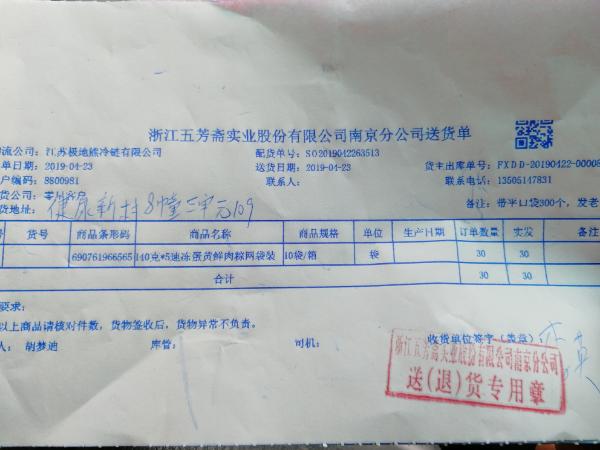 浙江五芳斋实业股份有限公司南京分公司送货单
流公司：江苏极地熊冷链有限公司 配货单号：SO2019042263513 货主出库单号：FXDD-20190422-0008
单日期：2019-04-23 送货日期：2019-04-23 联系电话：13505147831
户编码：8800981 联系人： 备注：带平口袋300个，发老
货公司：零售客户
货地址：健康新村8幢三单元109
号 货号 商品条形码 商品名称 商品规格 单位 生产日期 订单数量 实发 备注
690761966565 140克*5速冻蛋黄鲜肉粽网袋装 10袋/箱 袋 30 30
合计 30 30
要求：
以上商品请核对件数，货物签收后，货物异常不负责。
人：胡梦迪 库管： 司机： 收货单位签字（盖章）：
浙江五芳斋实业股份有限公司南京分公司
送（退）货专用章